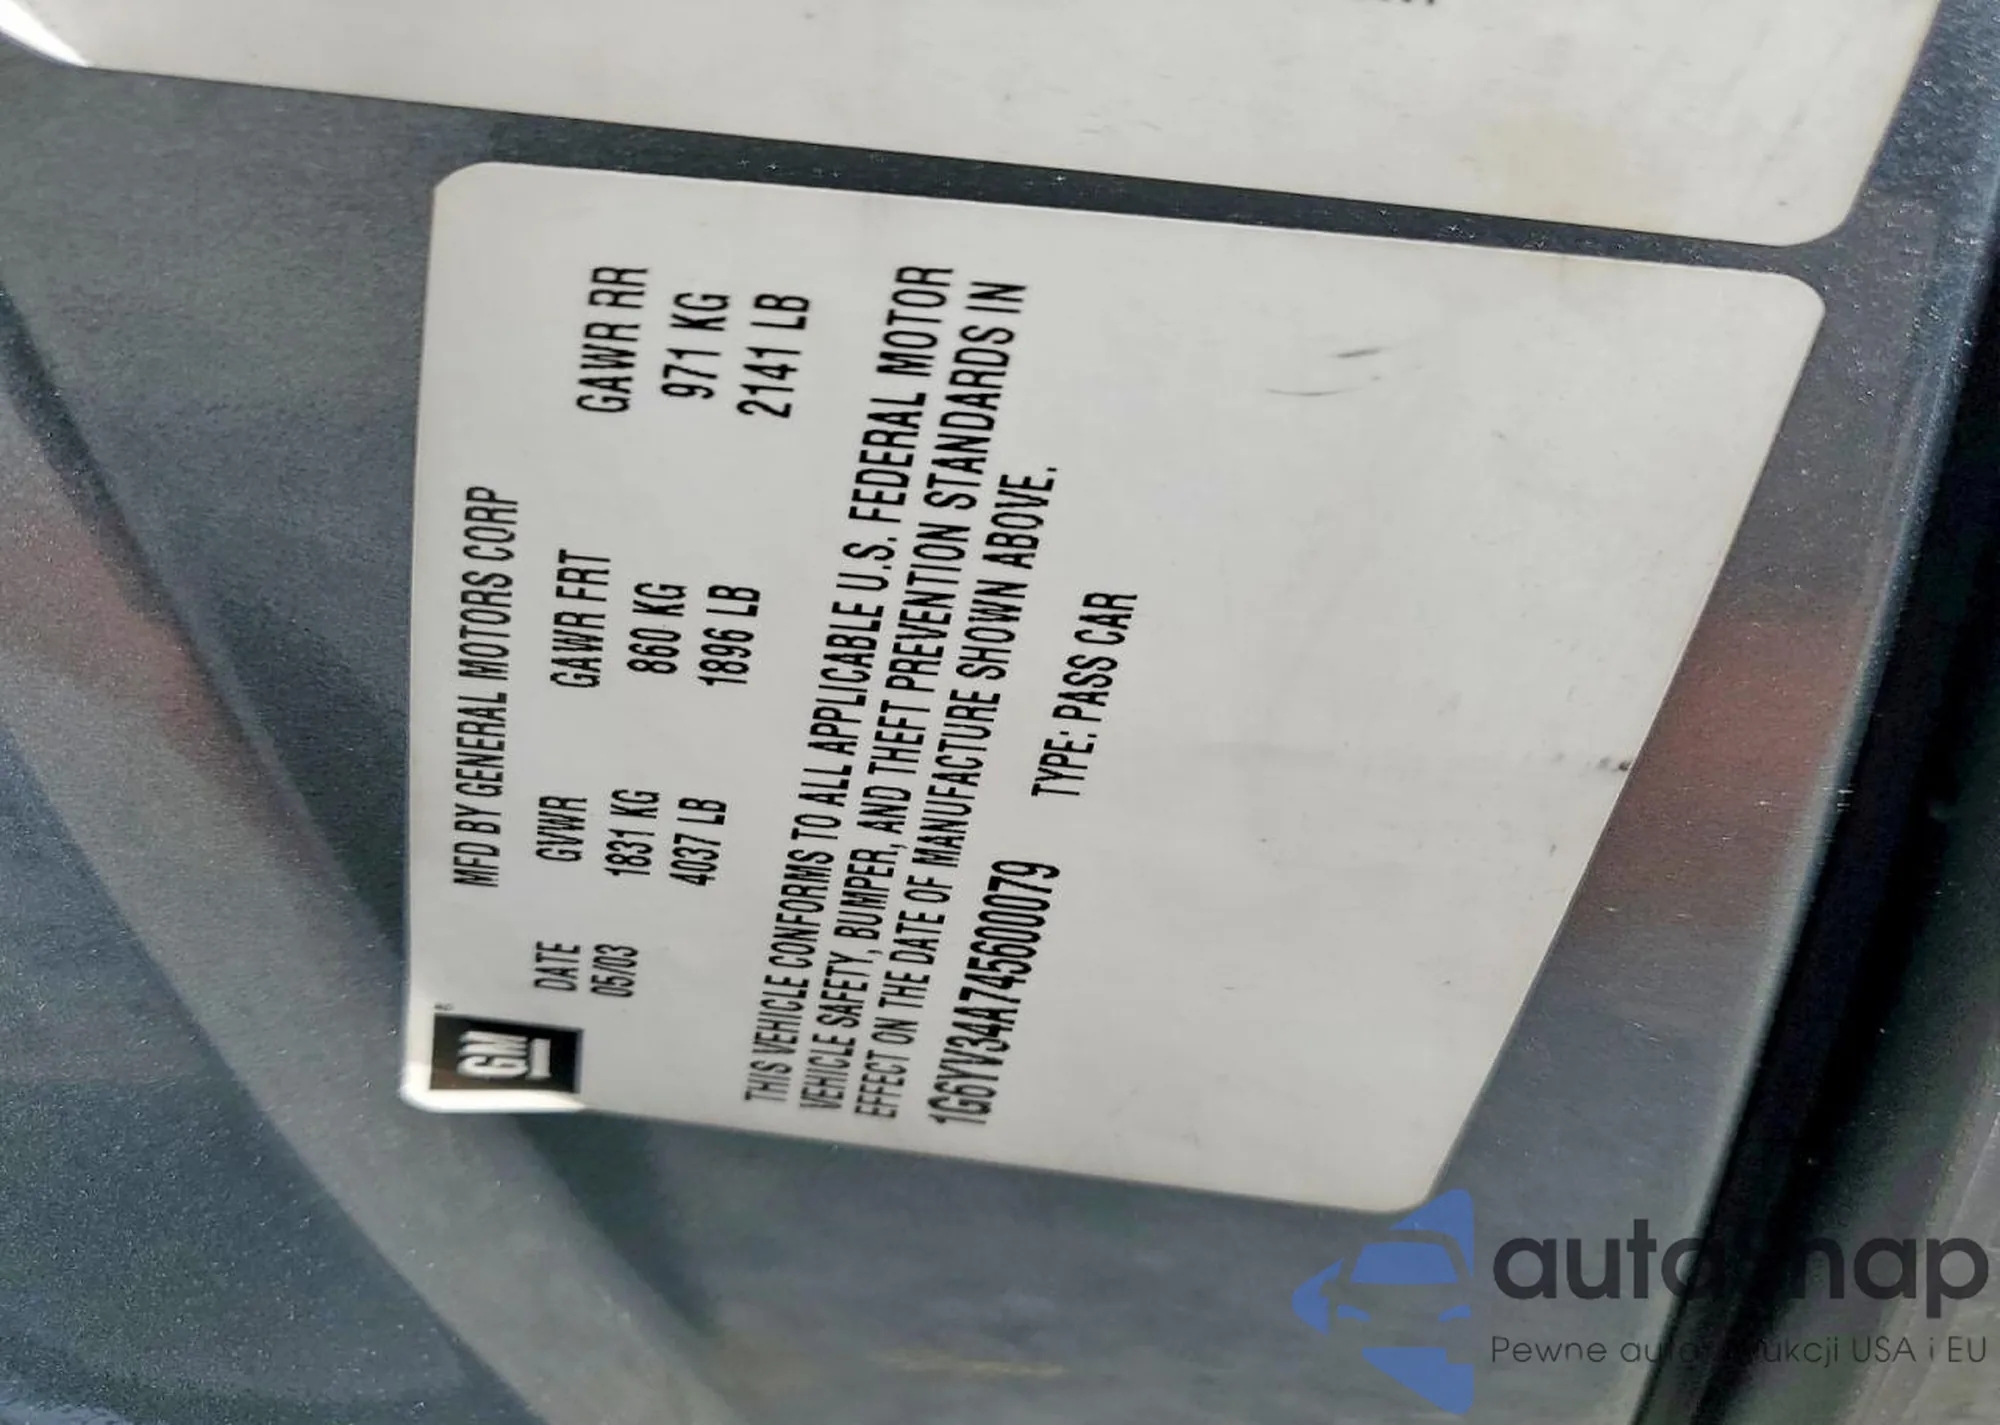 GM
MFD BY GENERAL MOTORS CORP
DATE GVWR GAWR FRT GAWR RR
05/03 1831 KG 860 KG 971 KG
4037 LB 1896 LB 2141 LB
THIS VEHICLE CONFORMS TO ALL APPLICABLE U.S. FEDERAL MOTOR
VEHICLE SAFETY, BUMPER, AND THEFT PREVENTION STANDARDS IN
EFFECT ON THE DATE OF MANUFACTURE SHOWN ABOVE.
1G6YV34A745600079 TYPE: PASS CAR
Pewne USA i EU